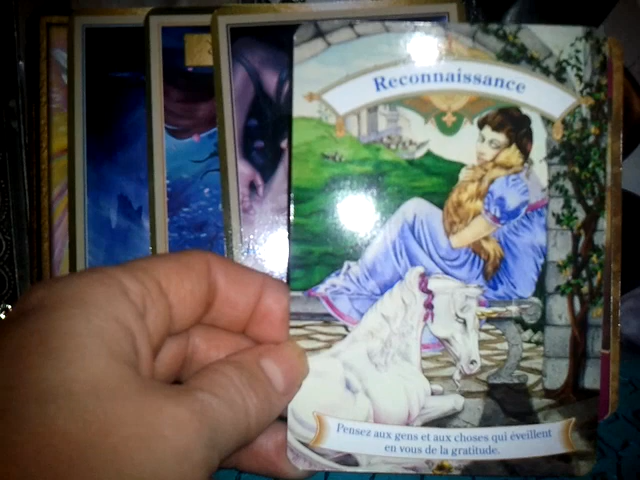 Reconnaissance
Pensez aux gens et aux choses qui éveillent
en vous de la gratitude.